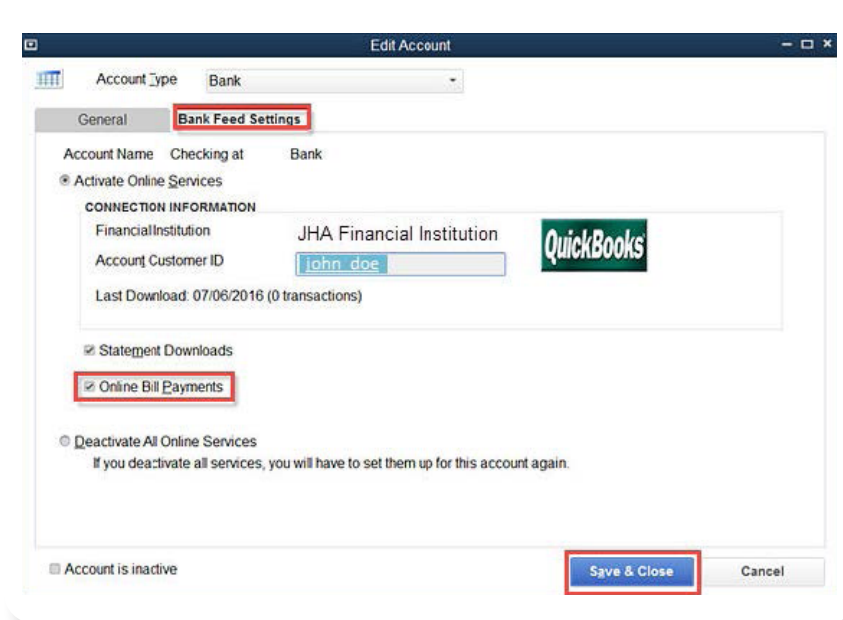 Edit Account
Account Type Bank
General Bank Feed Settings
Account Name Checking at Bank
Activate Online Services
CONNECTION INFORMATION
FinancialInstitution JHA Financial Institution
QuickBooks
Account Customer ID john_doe
Last Download: 07/06/2016 (0 transactions)
Statement Downloads
Online Bill Payments
Deactivate All Online Services
If you deactivate all services, you will have to set them up for this account again.
Account is inactive
Save & Close Cancel